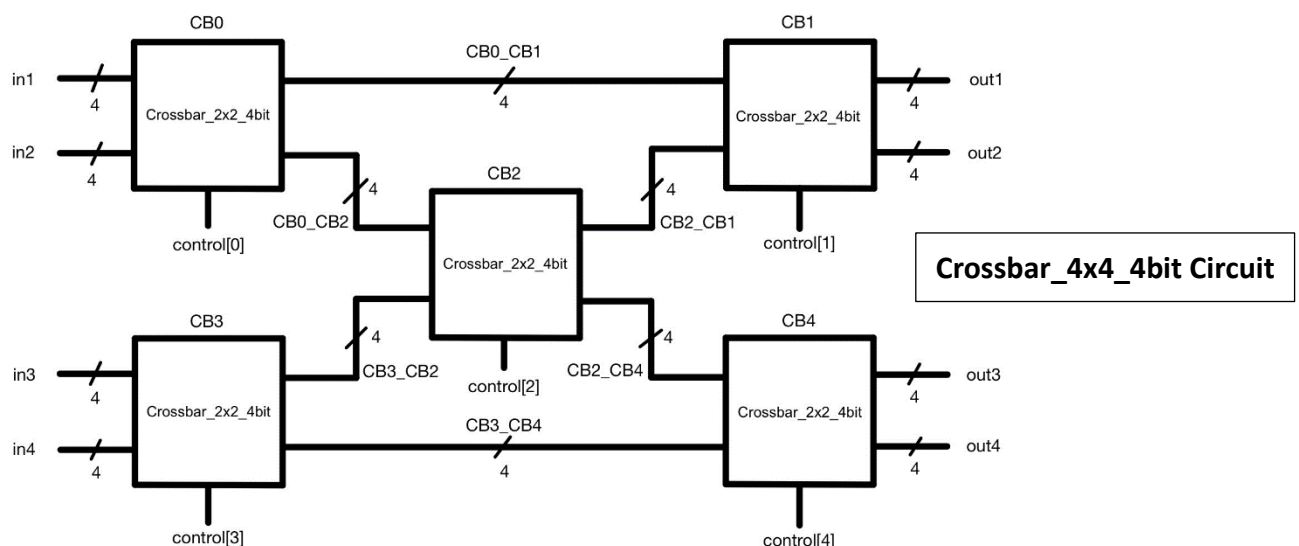 CB0
CB1
CB0_CB1
in1
4
Crossbar_2x2_4bit
4
Crossbar_2x2_4bit
4
out1
in2
4
4
out2
CB2
4
4
CB0_CB2
CB2_CB1
control[0]
control[1]
Crossbar_2x2_4bit
Crossbar_4x4_4bit Circuit
CB3
CB4
4
4
in3
4
CB3_CB2
control[2]
CB2_CB4
4
out3
Crossbar_2x2_4bit
Crossbar_2x2_4bit
CB3_CB4
in4
4
4
4
out4
control[3]
control[4]